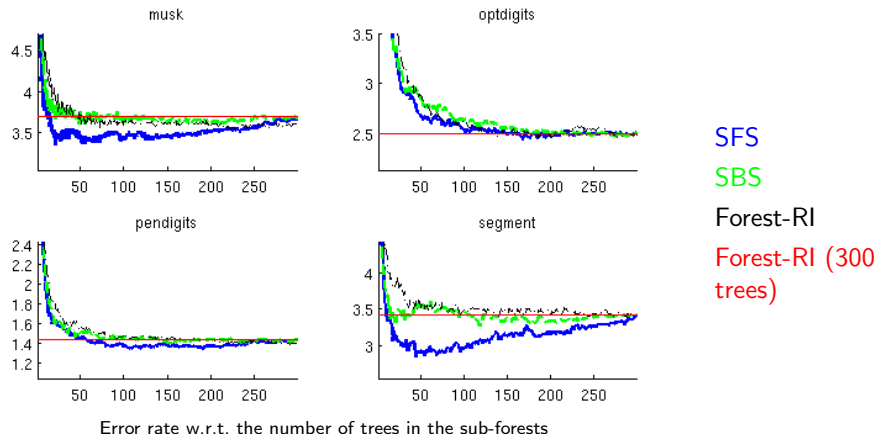 musk
4.5
4
3.5
50 100 150 200 250
optdigits
3.5
3
2.5
50 100 150 200 250
pendigits
2.4
2.2
2
1.8
1.6
1.4
1.2
50 100 150 200 250
segment
4
3.5
3
50 100 150 200 250
SFS
SBS
Forest-RI
Forest-RI (300
trees)
Error rate w.r.t. the number of trees in the sub-forests